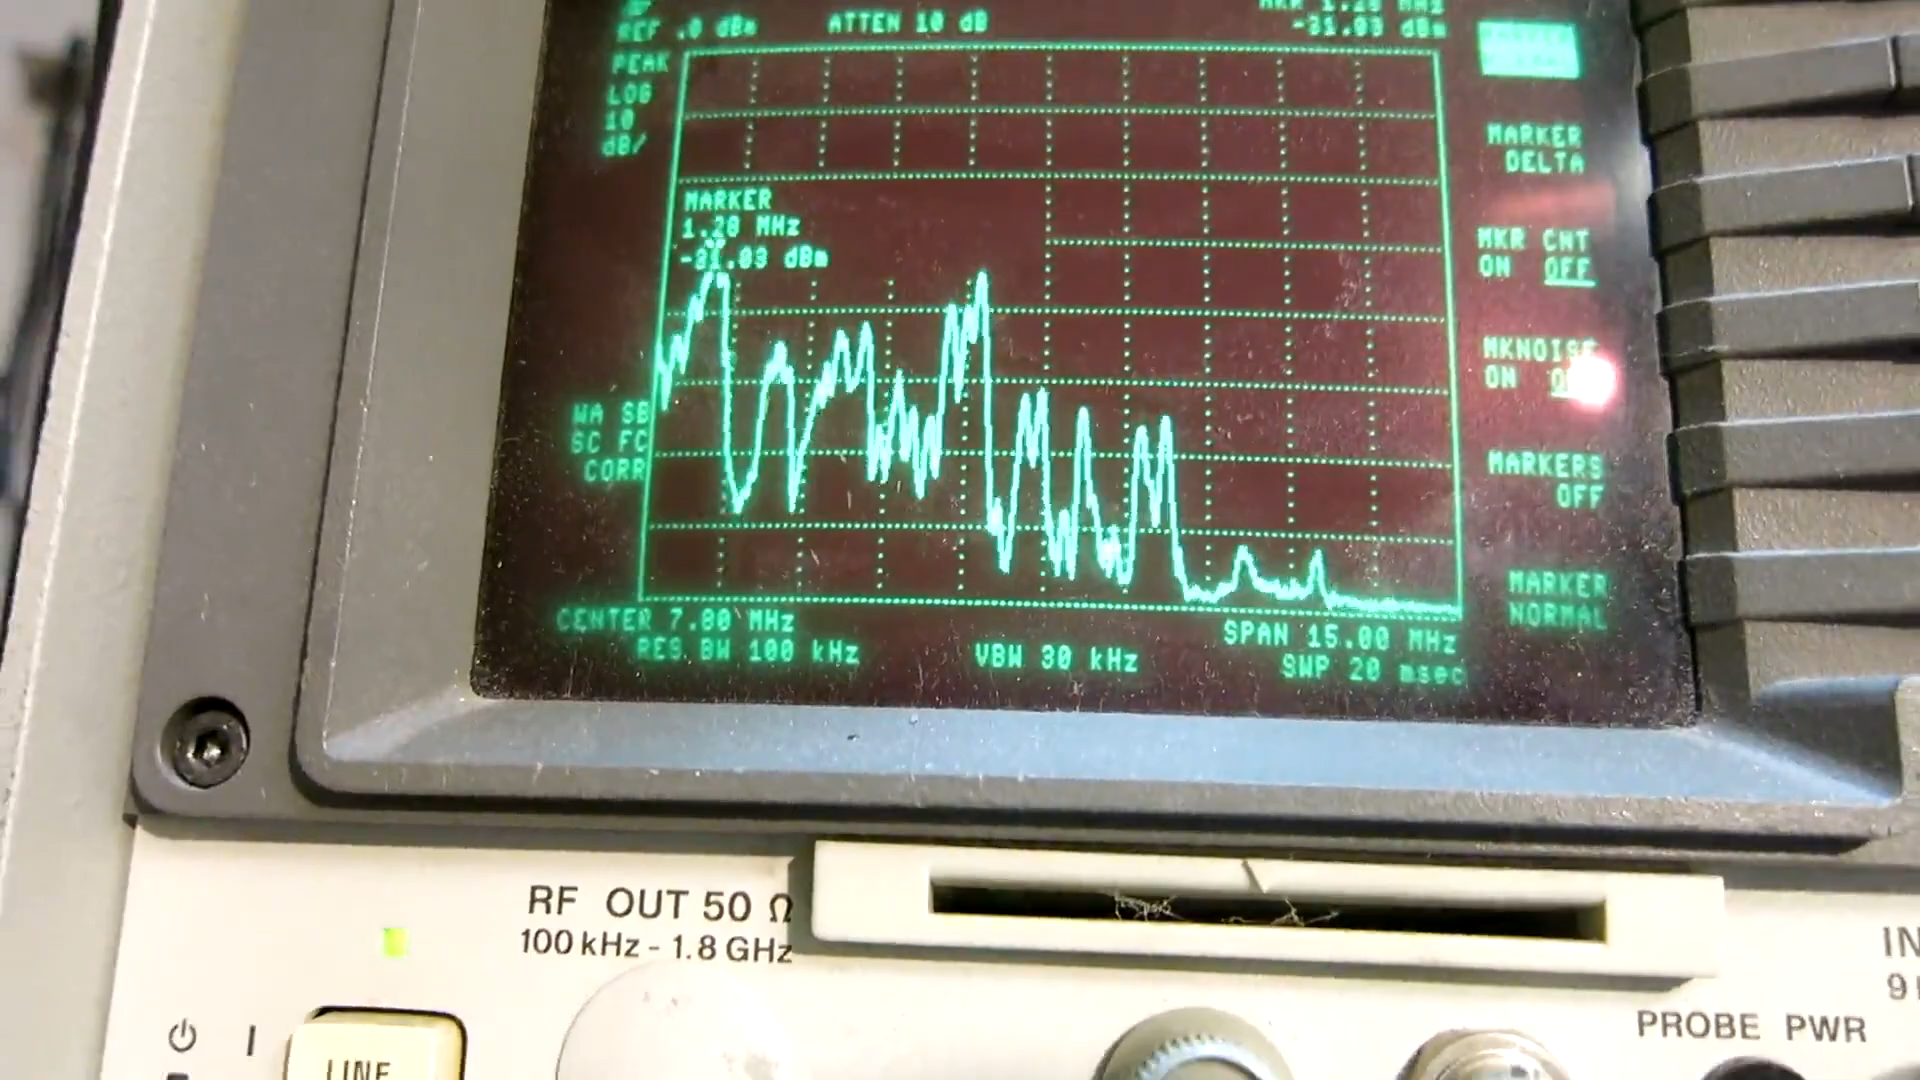 REF .0 dBm ATTEN 10 dB
MKR 1.28 MHz
-31.03 dBm
PEAK
LOG
10
dB/
MARKER
1.28 MHz
-31.03 dBm
WA SB
SC FC
CORR
CENTER 7.80 MHz
RES BW 100 kHz
VBW 30 kHz
SPAN 15.00 MHz
SWP 20 msec
MARKER
DELTA
MKR CNT
ON OFF
MKNOISE
ON
MARKERS
OFF
MARKER
NORMAL
RF OUT 50 Ω
100 kHz - 1.8 GHz
LINE
PROBE PWR